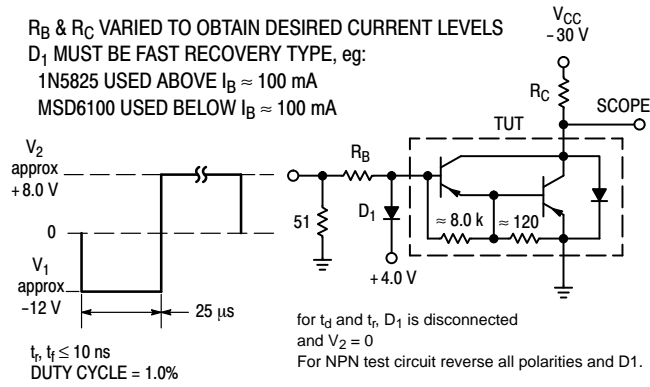 R_B & R_C VARIED TO OBTAIN DESIRED CURRENT LEVELS
D_1 MUST BE FAST RECOVERY TYPE, eg:
1N5825 USED ABOVE I_B ≈ 100 mA
MSD6100 USED BELOW I_B ≈ 100 mA
V_CC
-30 V
R_C
SCOPE
TUT
V_2
approx
+8.0 V
R_B
0
51
D_1
≈ 8.0 k
≈ 120
V_1
approx
-12 V
+4.0 V
25 μs
t_r, t_f ≤ 10 ns
DUTY CYCLE = 1.0%
for t_d and t_r, D_1 is disconnected
and V_2 = 0
For NPN test circuit reverse all polarities and D1.